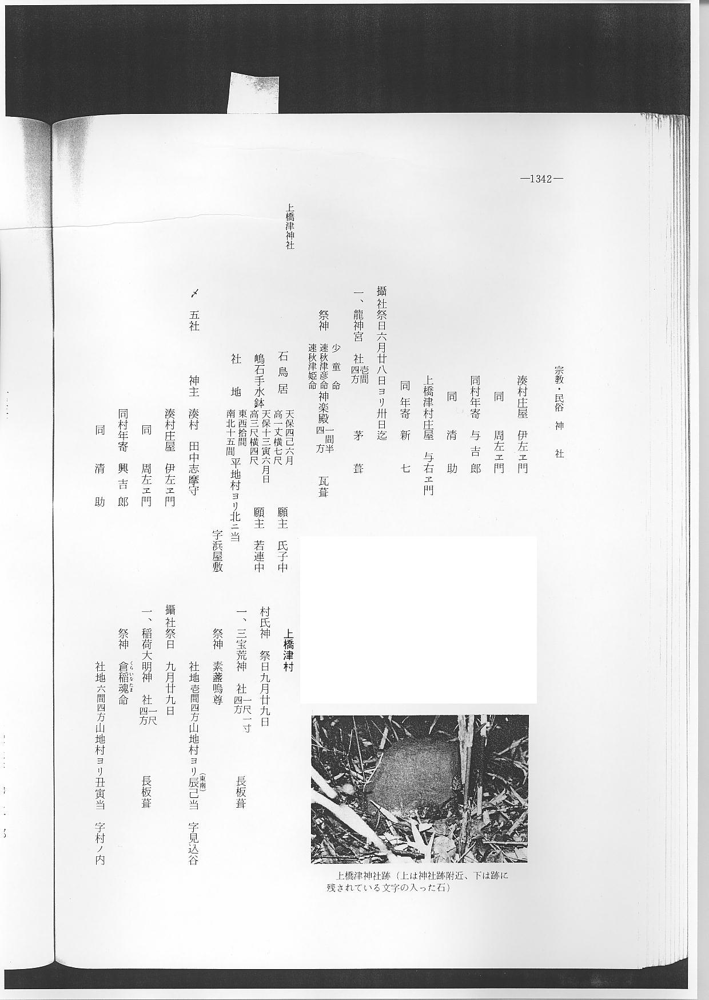 —1342—
宗教・民俗 神社
湊村庄屋 伊左ヱ門
同 周左ヱ門
同村年寄 与吉郎
同 清助
上橋津村庄屋 与右ヱ門
同年寄 新七
攝社祭日六月廿八日ヨリ卅日迄
一、龍神宮 社 壱間四方 茅葺
祭神 少童命 速秋津彦命 速秋津姫命 神楽殿 一間半四方 瓦葺
上橋津神社
石鳥居 天保四己六月 高一丈横七尺 願主 氏子中
嶋石手水鉢 天保十三寅六月日 高三尺横四尺 願主 若連中
社地 東西拾間 南北十五間 平地村ヨリ北ニ当
字浜屋敷
〆 五社 神主 湊村 田中志摩守
湊村庄屋 伊左ヱ門
同 周左ヱ門
同村年寄 興吉郎
同 清助
上橋津村
村氏神 祭日九月廿九日
一、三宝荒神 社 一尺一寸四方 長板葺
祭神 素盞嗚尊
社地壱間四方山地村ヨリ辰己当(東南) 字見込谷
攝社祭日 九月廿九日
一、稲荷大明神 社 一尺四方 長板葺
祭神 倉稲魂命(くらいなたま)
社地六間四方山地村ヨリ丑寅当 字村ノ内
上橋津神社跡(上は神社跡附近、下は跡に
残されている文字の入った石)